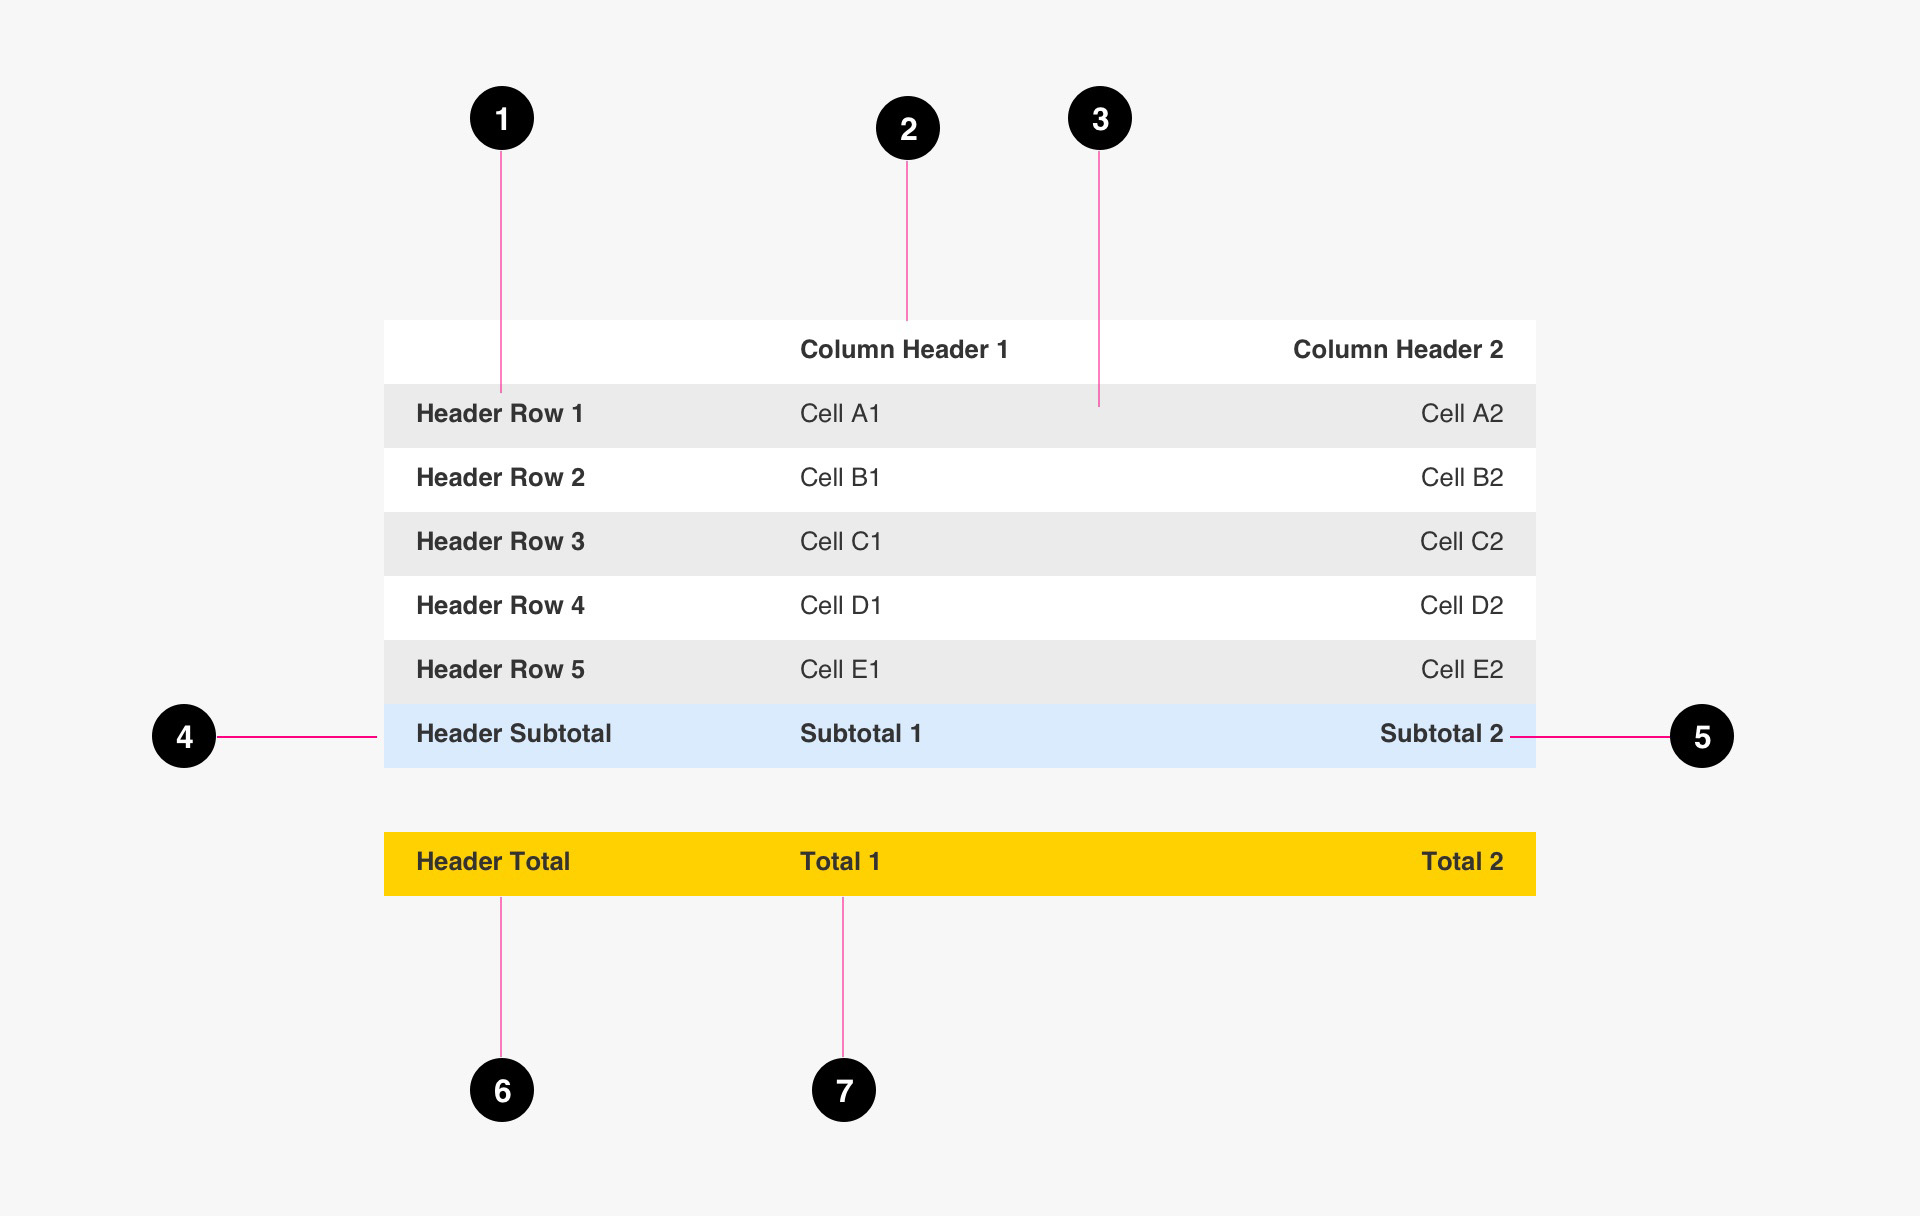 1
2
3
Column Header 1 Column Header 2
Header Row 1 Cell A1 Cell A2
Header Row 2 Cell B1 Cell B2
Header Row 3 Cell C1 Cell C2
Header Row 4 Cell D1 Cell D2
Header Row 5 Cell E1 Cell E2
4 Header Subtotal Subtotal 1 Subtotal 2 5
Header Total Total 1 Total 2
6 7